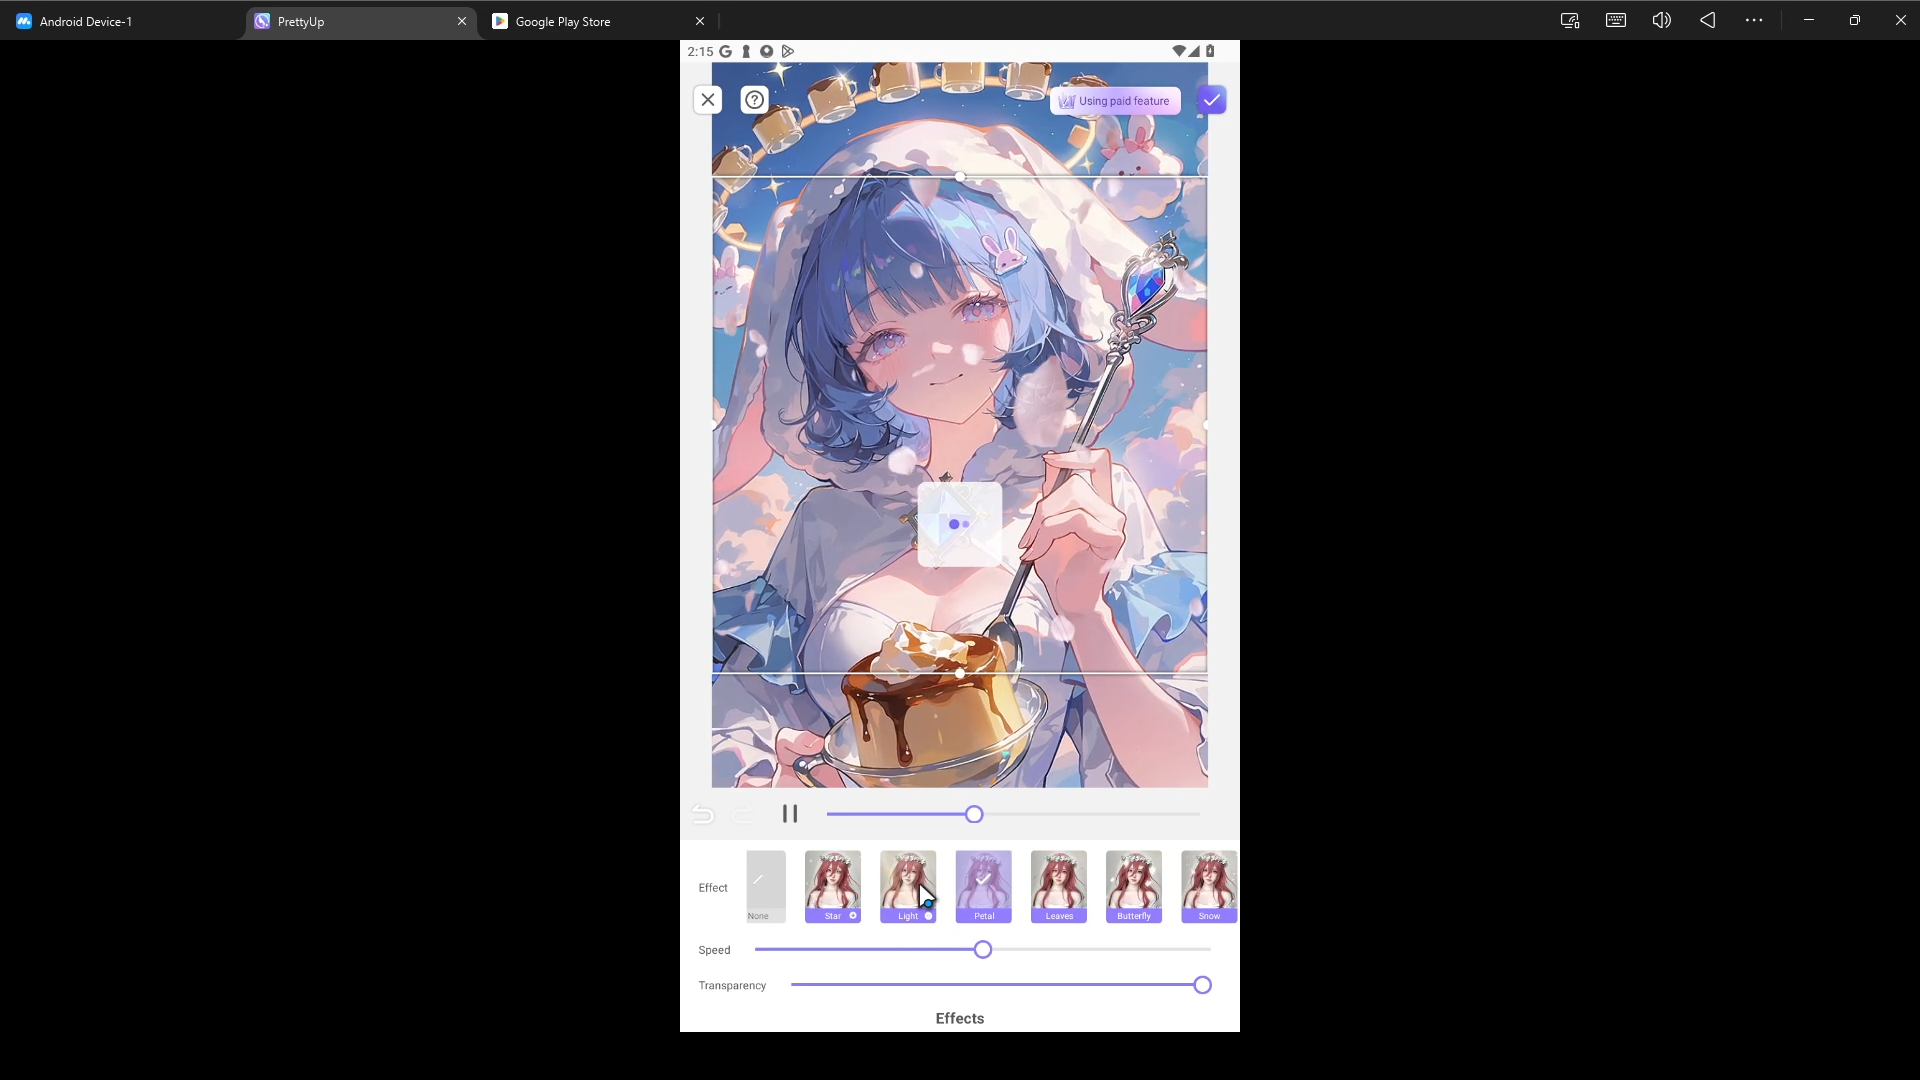 Android Device-1
PrettyUp
Google Play Store
2:15
Using paid feature
Effect
None
Star
Light
Petal
Leaves
Butterfly
Snow
Speed
Transparency
Effects